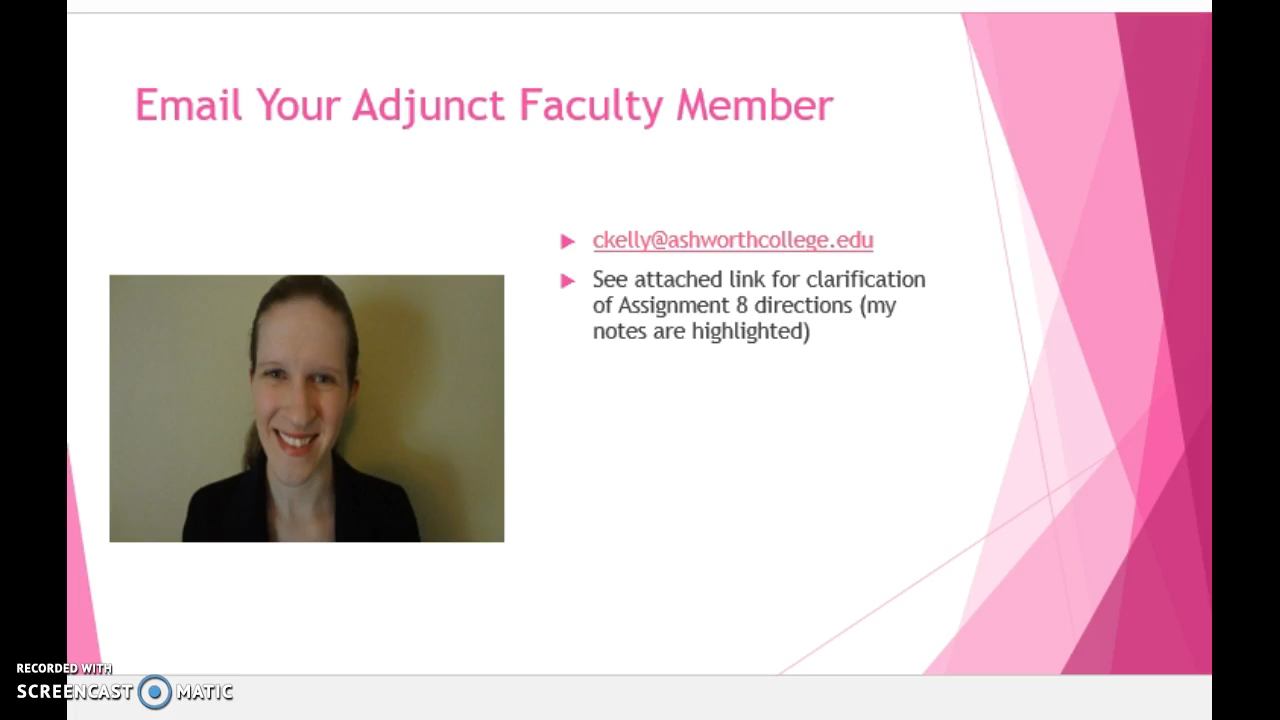 Email Your Adjunct Faculty Member
ckelly@ashworthcollege.edu
See attached link for clarification
of Assignment 8 directions (my
notes are highlighted)
RECORDED WITH
SCREENCAST MATIC